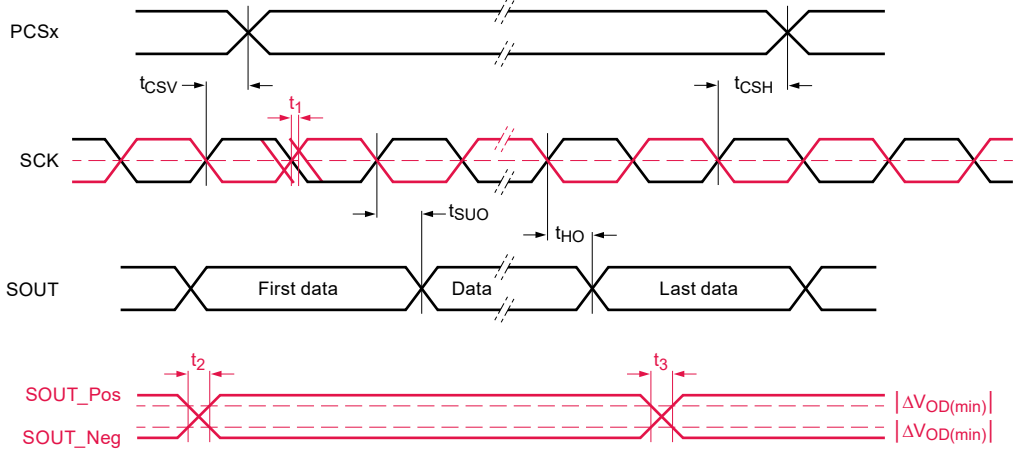 PCSx
tCSV
tCSH
t1
SCK
tSUO
tHO
SOUT
First data
Data
Last data
t2
t3
SOUT_Pos
|ΔVOD(min)|
SOUT_Neg
|ΔVOD(min)|